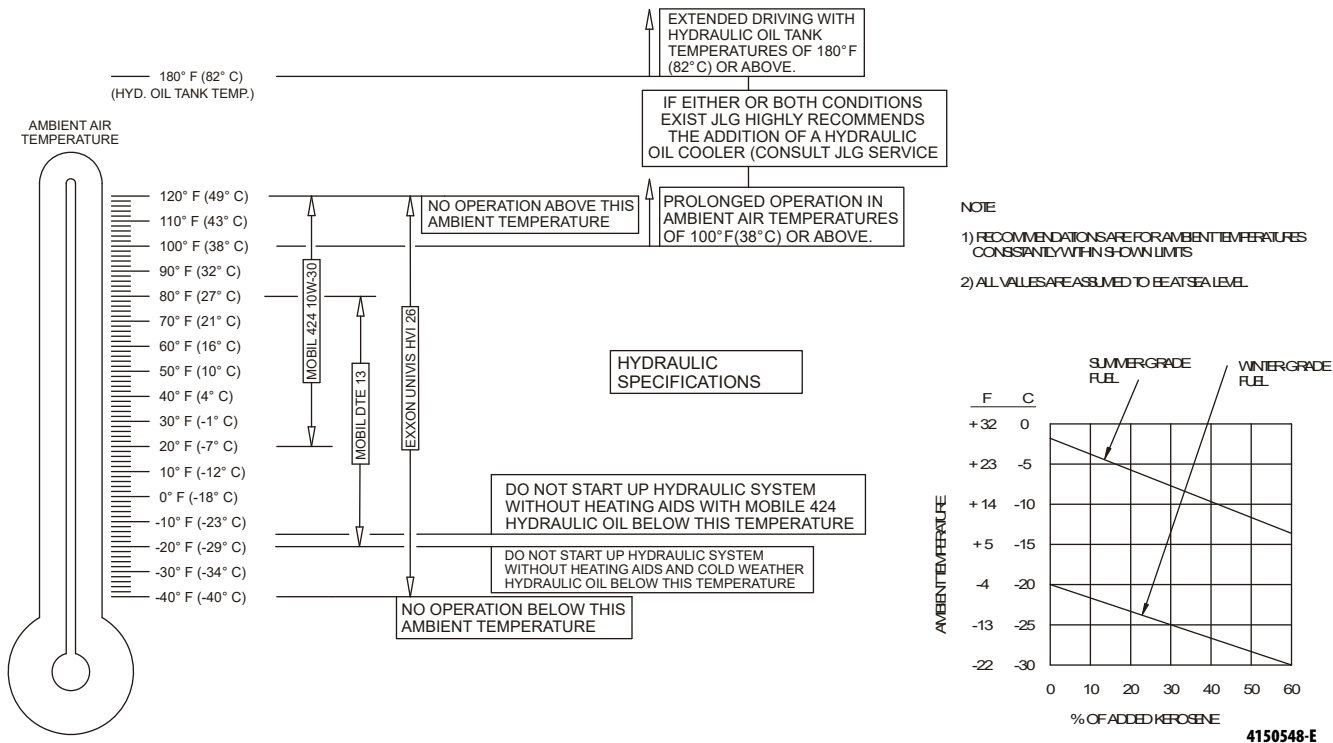 EXTENDED DRIVING WITH
HYDRAULIC OIL TANK
TEMPERATURES OF 180°F
(82°C) OR ABOVE.
180° F (82° C)
(HYD. OIL TANK TEMP.)
IF EITHER OR BOTH CONDITIONS
EXIST JLG HIGHLY RECOMMENDS
THE ADDITION OF A HYDRAULIC
OIL COOLER (CONSULT JLG SERVICE
AMBIENT AIR
TEMPERATURE
120° F (49° C)
110° F (43° C)
100° F (38° C)
90° F (32° C)
80° F (27° C)
70° F (21° C)
60° F (16° C)
50° F (10° C)
40° F (4° C)
30° F (-1° C)
20° F (-7° C)
10° F (-12° C)
0° F (-18° C)
-10° F (-23° C)
-20° F (-29° C)
-30° F (-34° C)
-40° F (-40° C)
MOBIL 424 10W-30
MOBIL DTE 13
EXXON UNIVIS HVI 26
NO OPERATION ABOVE THIS
AMBIENT TEMPERATURE
PROLONGED OPERATION IN
AMBIENT AIR TEMPERATURES
OF 100°F(38°C) OR ABOVE.
HYDRAULIC
SPECIFICATIONS
DO NOT START UP HYDRAULIC SYSTEM
WITHOUT HEATING AIDS WITH MOBILE 424
HYDRAULIC OIL BELOW THIS TEMPERATURE
DO NOT START UP HYDRAULIC SYSTEM
WITHOUT HEATING AIDS AND COLD WEATHER
HYDRAULIC OIL BELOW THIS TEMPERATURE
NO OPERATION BELOW THIS
AMBIENT TEMPERATURE
NOTE:
1) RECOMMENDATIONS ARE FOR AMBIENT TEMPERATURES
CONSISTANTLY WITHIN SHOWN LIMITS
2) ALL VALUES ARE ASSUMED TO BE AT SEA LEVEL.
SUMMER-GRADE
FUEL
WINTER-GRADE
FUEL
F C
+32 0
+23 -5
+14 -10
+5 -15
-4 -20
-13 -25
-22 -30
AMBIENT TEMPERATURE
0 10 20 30 40 50 60
% OF ADDED KEROSENE
4150548-E